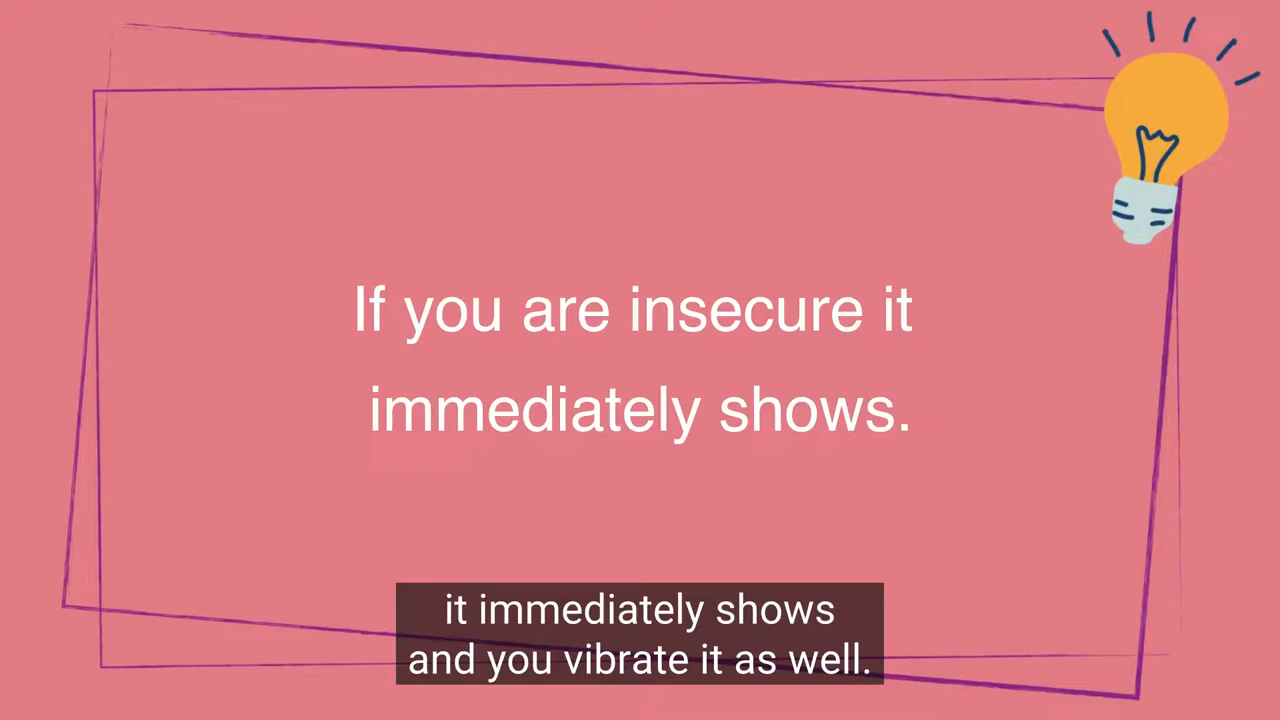 If you are insecure it
immediately shows.
it immediately shows
and you vibrate it as well.